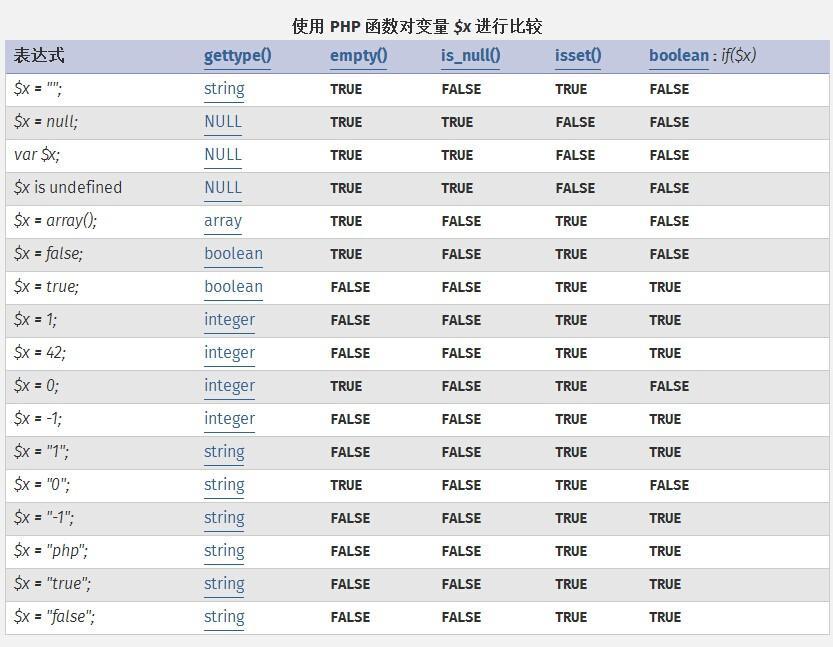 使用 PHP 函数对变量 $x 进行比较
表达式 gettype() empty() is_null() isset() boolean : if($x)
$x = ""; string TRUE FALSE TRUE FALSE
$x = null; NULL TRUE TRUE FALSE FALSE
var $x; NULL TRUE TRUE FALSE FALSE
$x is undefined NULL TRUE TRUE FALSE FALSE
$x = array(); array TRUE FALSE TRUE FALSE
$x = false; boolean TRUE FALSE TRUE FALSE
$x = true; boolean FALSE FALSE TRUE TRUE
$x = 1; integer FALSE FALSE TRUE TRUE
$x = 42; integer FALSE FALSE TRUE TRUE
$x = 0; integer TRUE FALSE TRUE FALSE
$x = -1; integer FALSE FALSE TRUE TRUE
$x = "1"; string FALSE FALSE TRUE TRUE
$x = "0"; string TRUE FALSE TRUE FALSE
$x = "-1"; string FALSE FALSE TRUE TRUE
$x = "php"; string FALSE FALSE TRUE TRUE
$x = "true"; string FALSE FALSE TRUE TRUE
$x = "false"; string FALSE FALSE TRUE TRUE